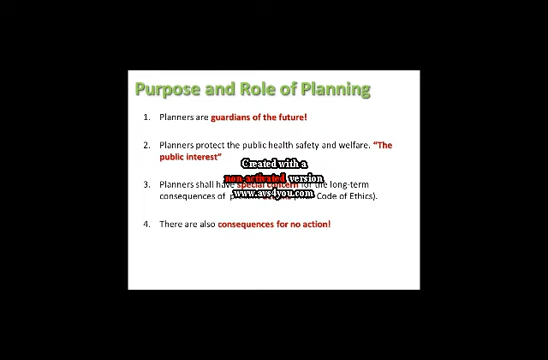 Purpose and Role of Planning
1. Planners are guardians of the future!
2. Planners protect the public health safety and welfare. "The
public interest"
Created with a
non-activated version
www.avs4you.com
3. Planners shall have special concern for the long-term
consequences of Code of Ethics).
4. There are also consequences for no action!